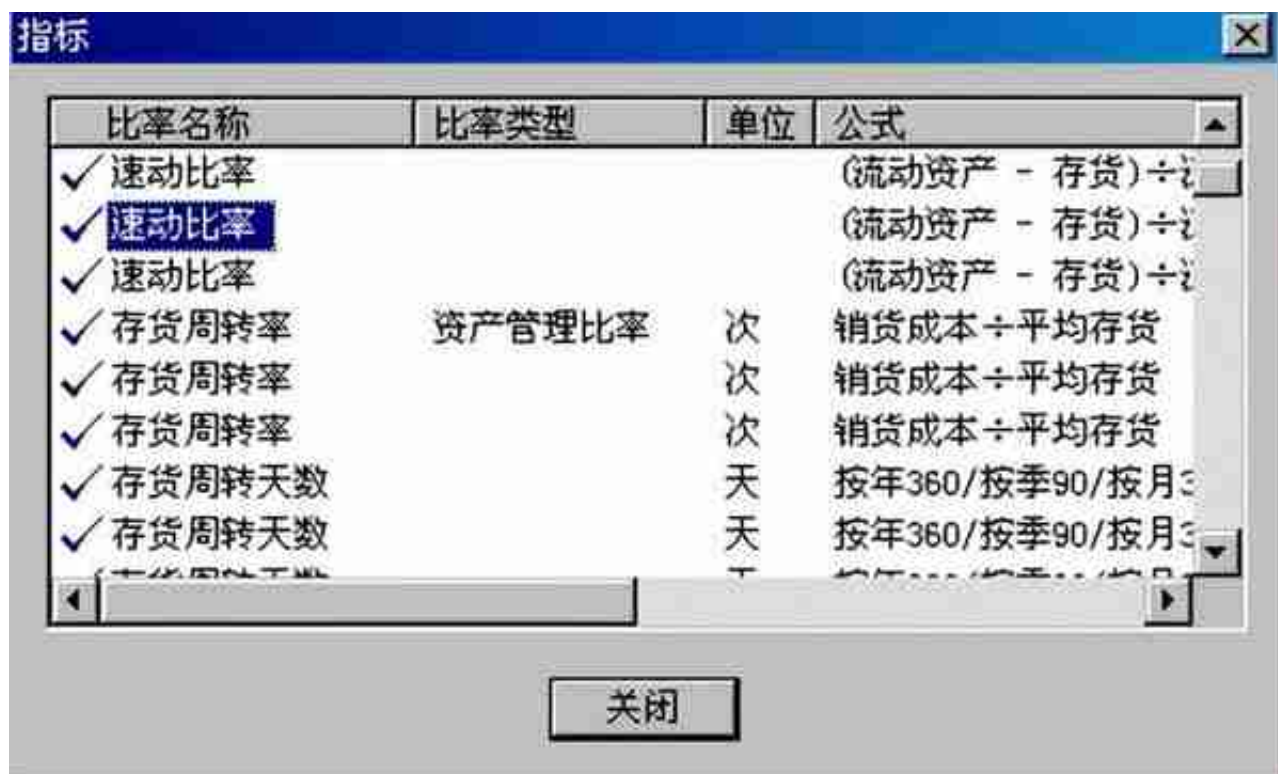 指标
比率名称 比率类型 单位 公式
速动比率 (流动资产 - 存货)÷
速动比率 (流动资产 - 存货)÷
速动比率 (流动资产 - 存货)÷
存货周转率 资产管理比率 次 销货成本÷平均存货
存货周转率 次 销货成本÷平均存货
存货周转率 次 销货成本÷平均存货
存货周转天数 天 按年360/按季90/按月3
存货周转天数 天 按年360/按季90/按月3
关闭